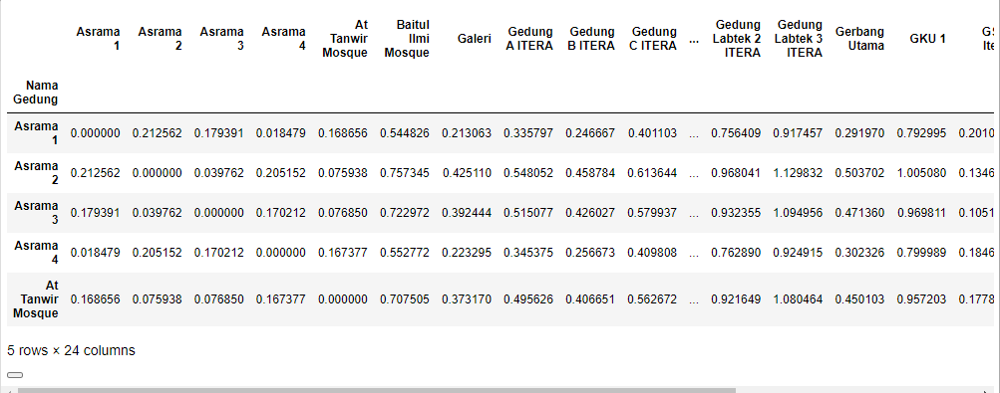 Asrama 1 Asrama 2 Asrama 3 Asrama 4 At Tanwir Mosque Baitul Ilmi Mosque Galeri Gedung A ITERA Gedung B ITERA Gedung C ITERA ... Gedung Labtek 2 ITERA Gedung Labtek 3 ITERA Gerbang Utama GKU 1
Nama Gedung
Asrama 1 0.000000 0.212562 0.179391 0.018479 0.168656 0.544826 0.213063 0.335797 0.246667 0.401103 ... 0.756409 0.917457 0.291970 0.792995 0.2010
Asrama 2 0.212562 0.000000 0.039762 0.205152 0.075938 0.757345 0.425110 0.548052 0.458784 0.613644 ... 0.968041 1.129832 0.503702 1.005080 0.1346
Asrama 3 0.179391 0.039762 0.000000 0.170212 0.076850 0.722972 0.392444 0.515077 0.426027 0.579937 ... 0.932355 1.094956 0.471360 0.969811 0.1051
Asrama 4 0.018479 0.205152 0.170212 0.000000 0.167377 0.552772 0.223295 0.345375 0.256673 0.409808 ... 0.762890 0.924915 0.302326 0.799989 0.1846
At Tanwir Mosque 0.168656 0.075938 0.076850 0.167377 0.000000 0.707505 0.373170 0.495626 0.406651 0.562672 ... 0.921649 1.080464 0.450103 0.957203 0.1778
5 rows × 24 columns